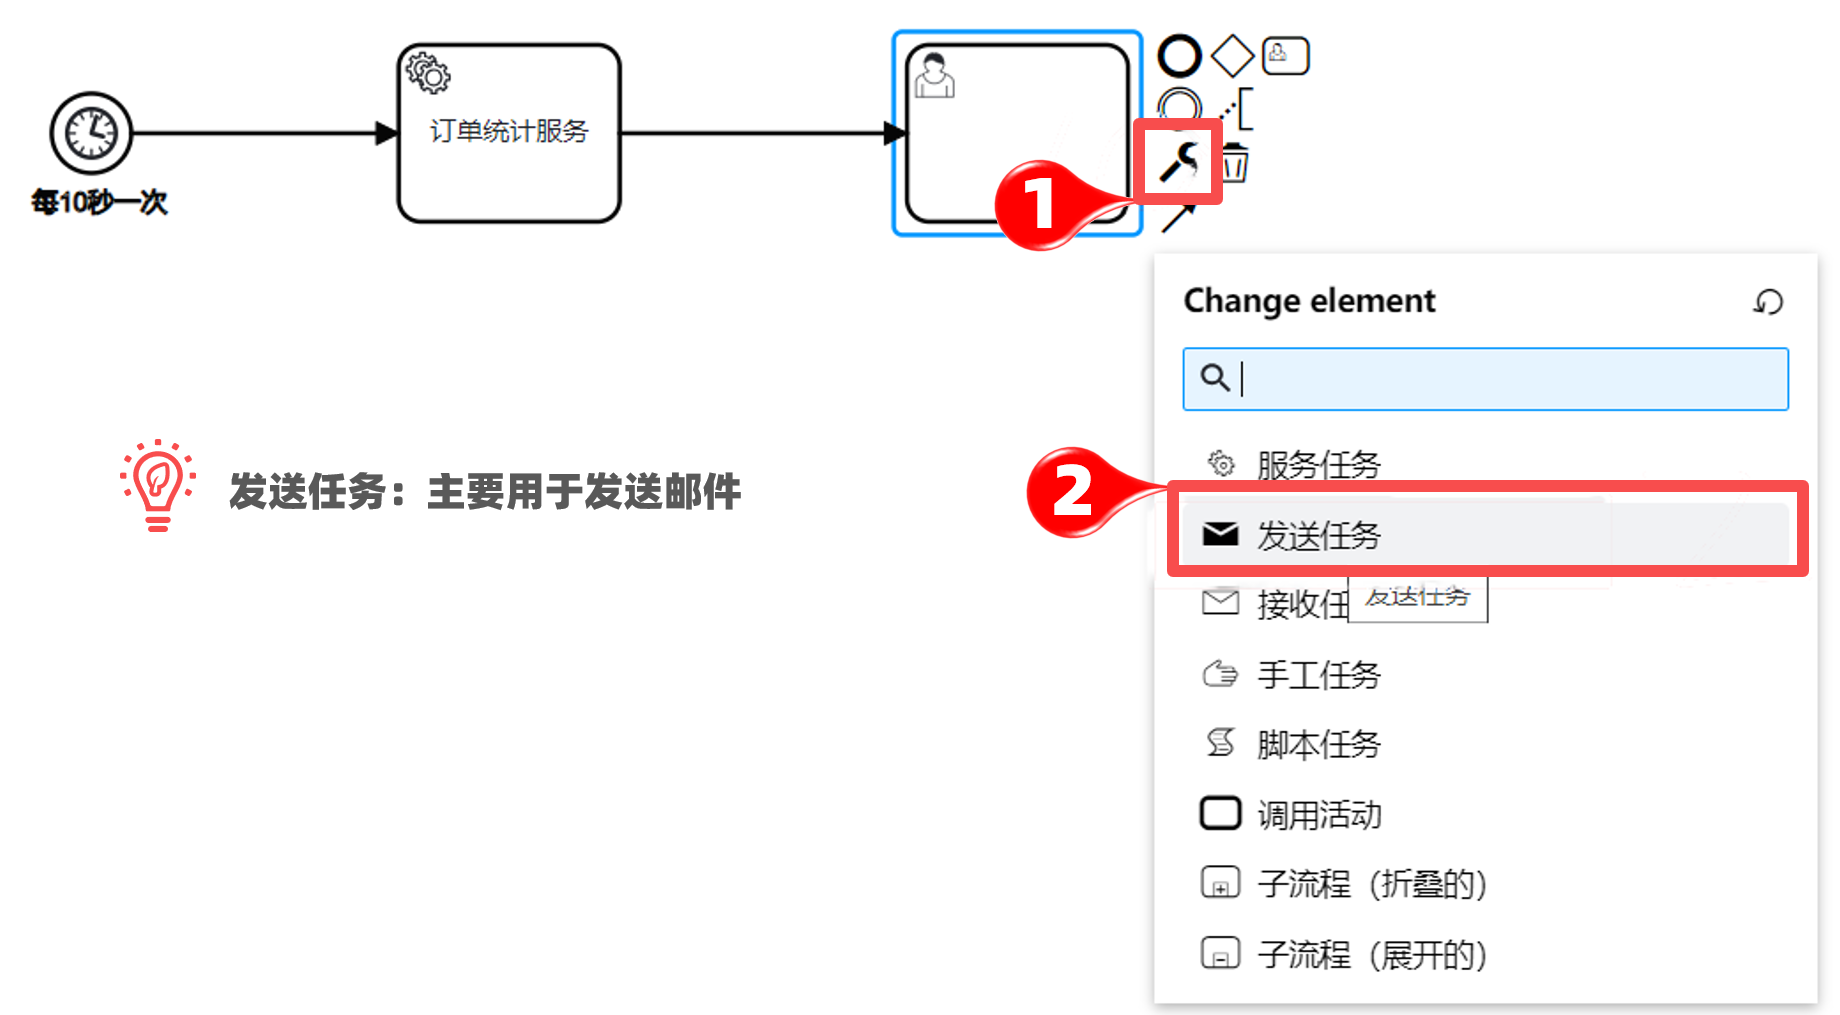 订单统计服务
每10秒一次
1
Change element
发送任务：主要用于发送邮件
2
服务任务
发送任务
接收任
发送任务
手工任务
脚本任务
调用活动
子流程（折叠的）
子流程（展开的）